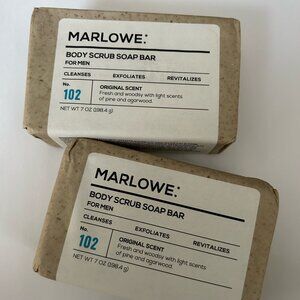 MARLOWE:
BODY SCRUB SOAP BAR
FOR MEN
CLEANSES EXFOLIATES REVITALIZES
No. ORIGINAL SCENT
102 Fresh and woodsy with light scents
of pine and agarwood.
NET WT 7 OZ (198.4 g)
MARLOWE:
BODY SCRUB SOAP BAR
FOR MEN
CLEANSES EXFOLIATES REVITALIZES
No. ORIGINAL SCENT
102 Fresh and woodsy with light scents
of pine and agarwood.
NET WT 7 OZ (198.4 g)